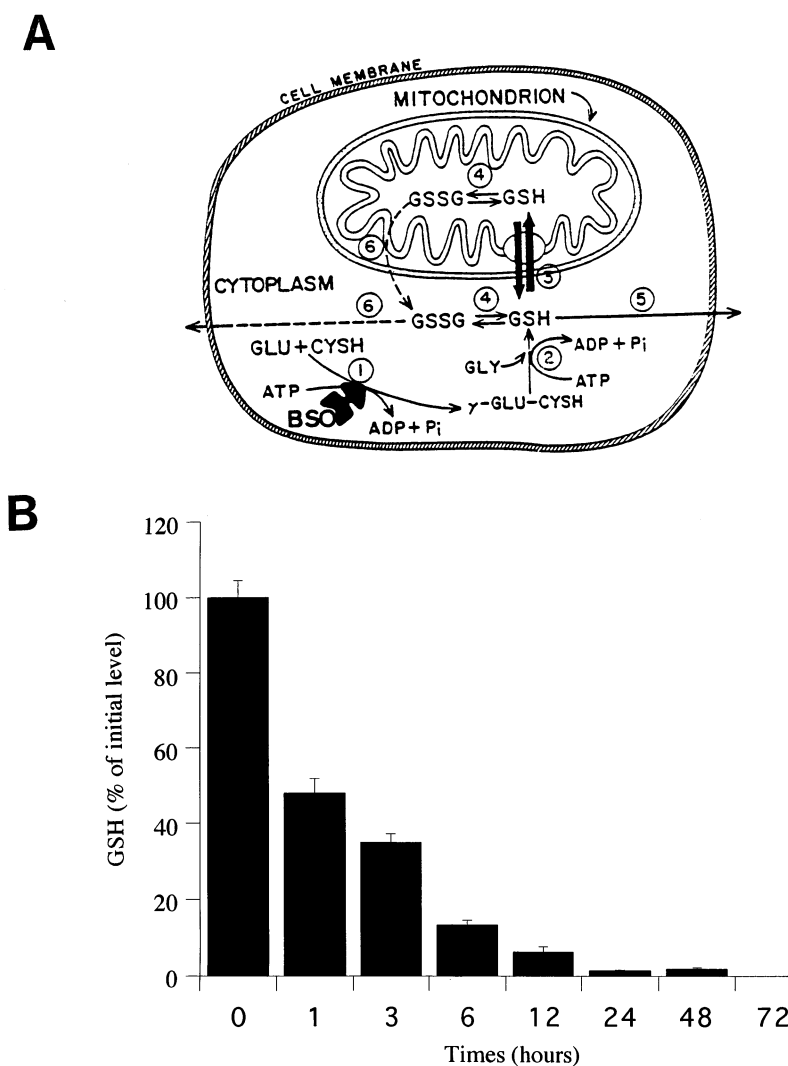 A
CELL MEMBRANE
MITOCHONDRION
4
GSSG ⇌ GSH
6
3
CYTOPLASM
6 4 5
GSSG ⇌ GSH
GLU+CYSH
1
ADP + Pi
GLY 2
ATP
ATP
BSO
γ-GLU-CYSH
ADP + Pi
B
GSH (% of initial level)
120
100
80
60
40
20
0
0 1 3 6 12 24 48 72
Times (hours)